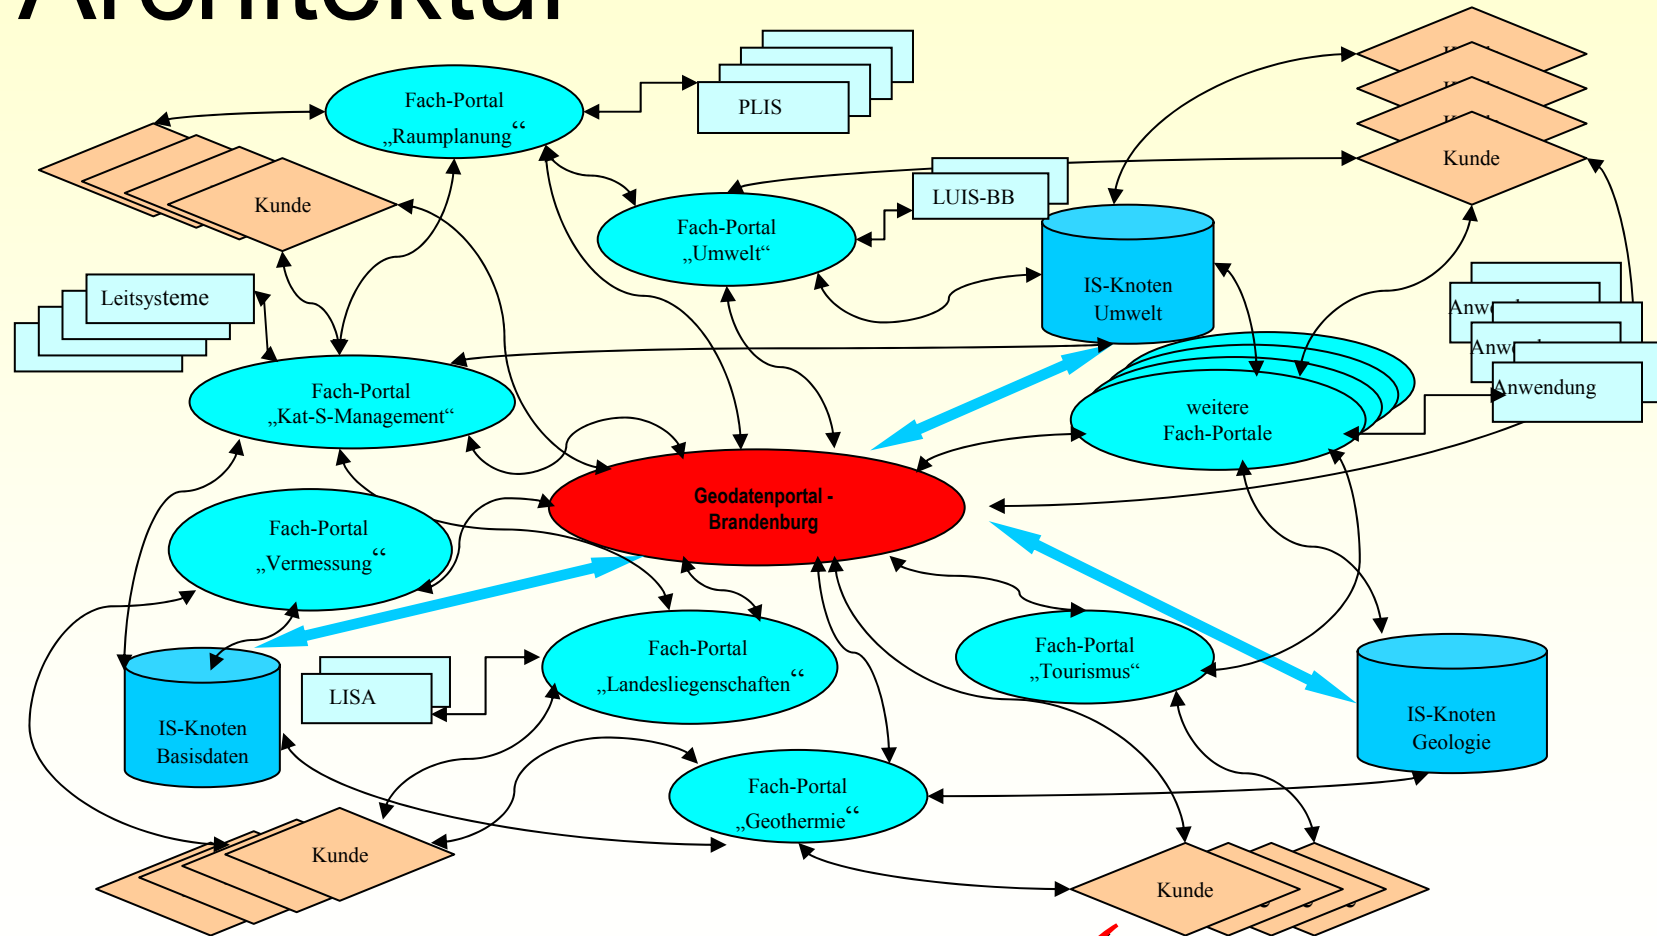 Architektur
Fach-Portal
„Raumplanung“
PLIS
Kunde
Kunde
Fach-Portal
„Umwelt“
LUIS-BB
Leitsysteme
IS-Knoten
Umwelt
Fach-Portal
„Kat-S-Management“
weitere
Fach-Portale
Anwendung
Geodatenportal -
Brandenburg
Fach-Portal
„Vermessung“
Fach-Portal
„Landesliegenschaften“
Fach-Portal
„Tourismus“
LISA
IS-Knoten
Basisdaten
IS-Knoten
Geologie
Fach-Portal
„Geothermie“
Kunde
Kunde